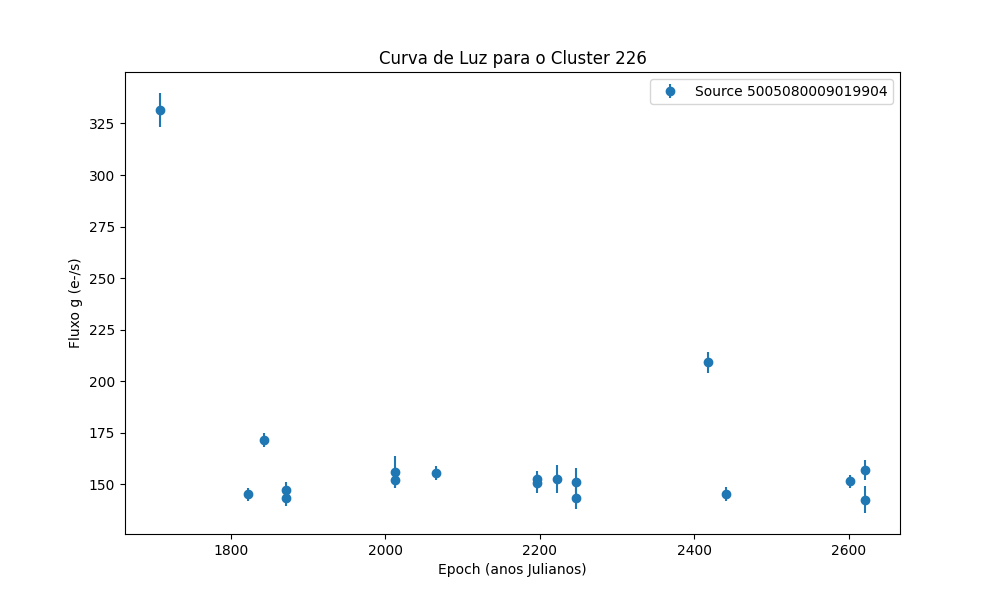 Curva de Luz para o Cluster 226
Source 5005080009019904
Fluxo g (e-/s)
325
300
275
250
225
200
175
150
1800 2000 2200 2400 2600
Epoch (anos Julianos)